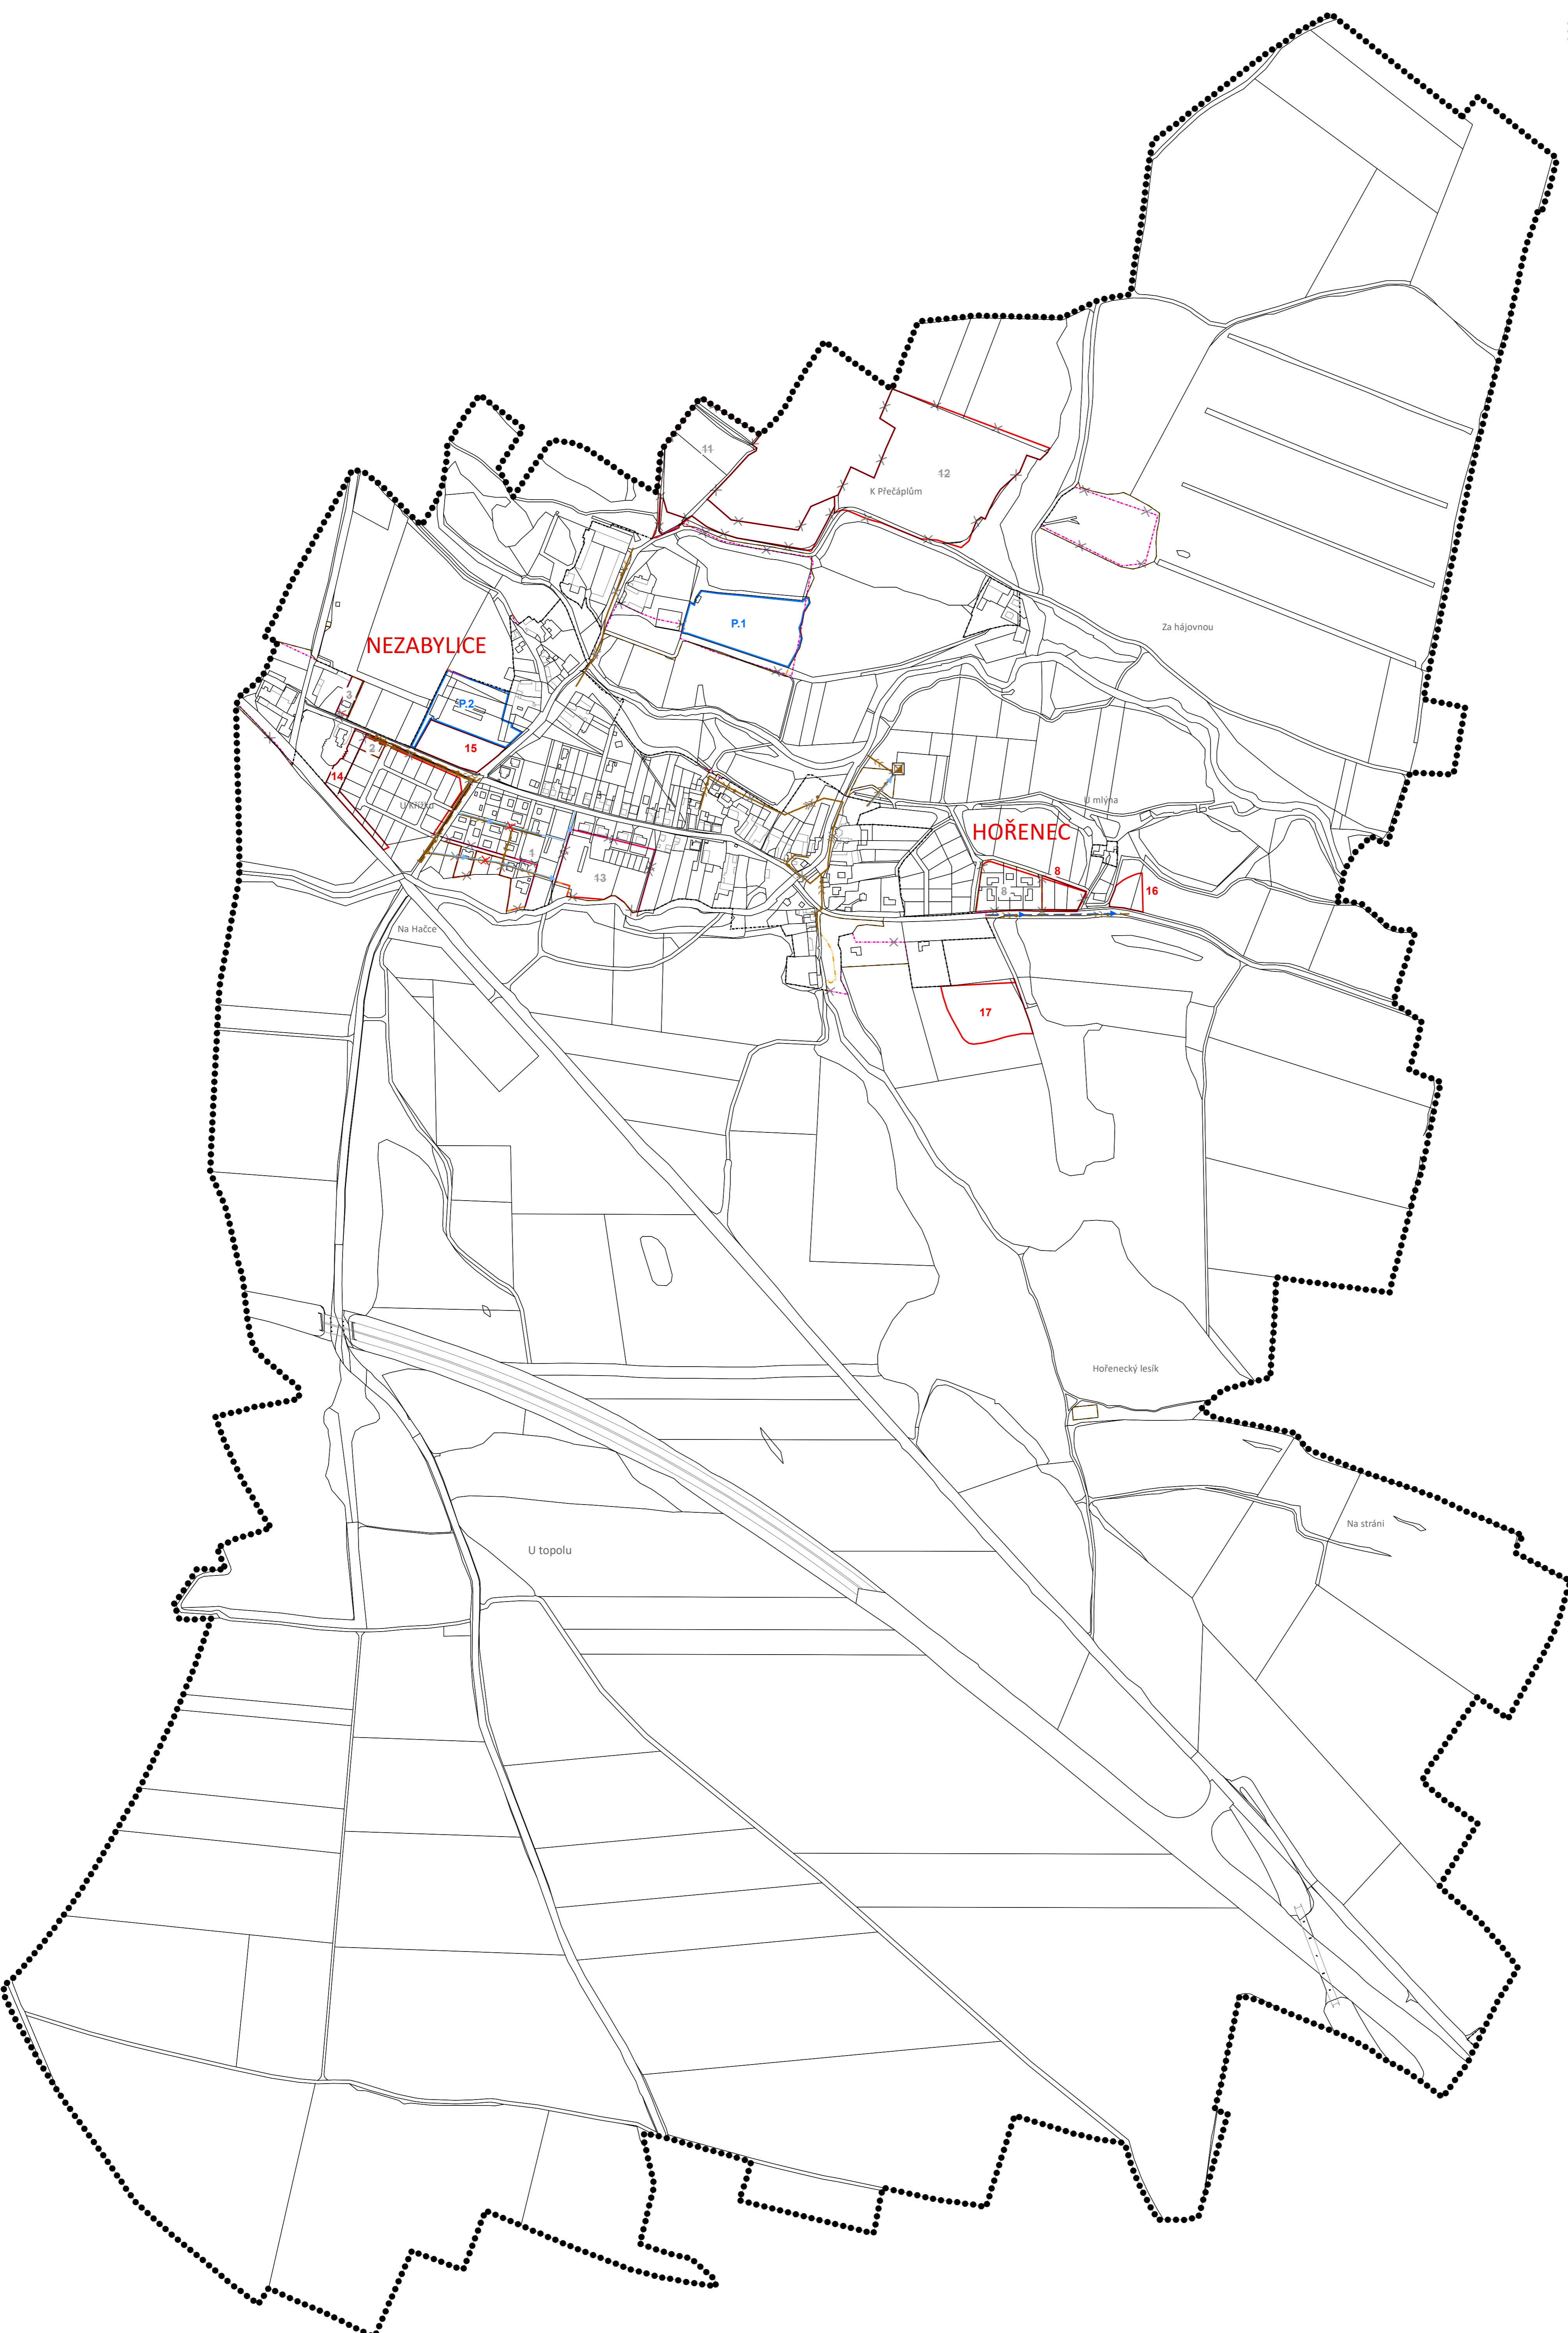 11
12
K Přečáplům
P.1
Za hájovnou
NEZABYLICE
3
P.2
2
15
14
U Křížku
U mlýna
HOŘENEC
1
13
8
8
16
Na Hačce
17
Hořenecký lesík
Na stráni
U topolu